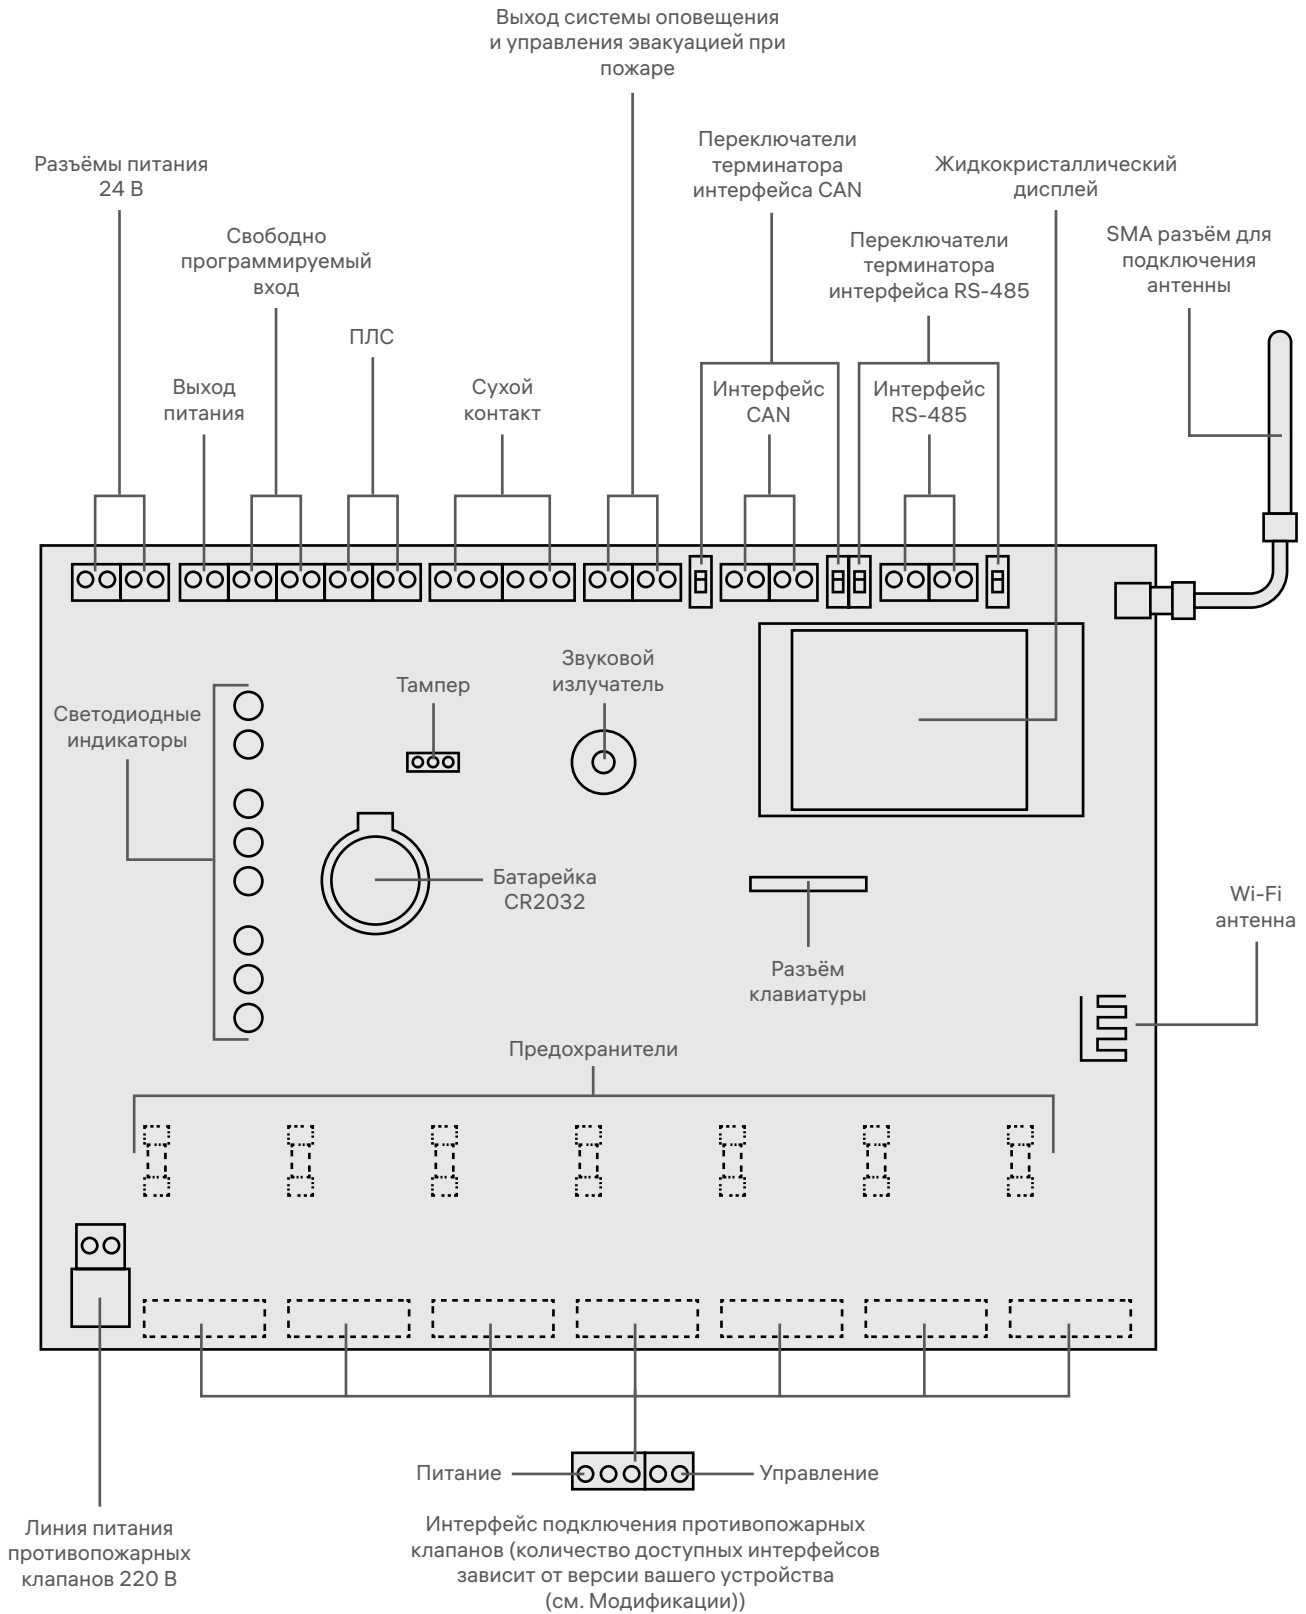 Выход системы оповещения
и управления эвакуацией при
пожаре
Переключатели
терминатора
интерфейса CAN
Разъёмы питания
24 В
Жидкокристаллический
дисплей
Свободно
программируемый
вход
Переключатели
терминатора
интерфейса RS-485
SMA разъём для
подключения
антенны
ПЛС
Выход
питания
Сухой
контакт
Интерфейс
CAN
Интерфейс
RS-485
Звуковой
излучатель
Тампер
Светодиодные
индикаторы
Батарейка
CR2032
Wi-Fi
антенна
Разъём
клавиатуры
Предохранители
Питание
Управление
Линия питания
противопожарных
клапанов 220 В
Интерфейс подключения противопожарных
клапанов (количество доступных интерфейсов
зависит от версии вашего устройства
(см. Модификации))